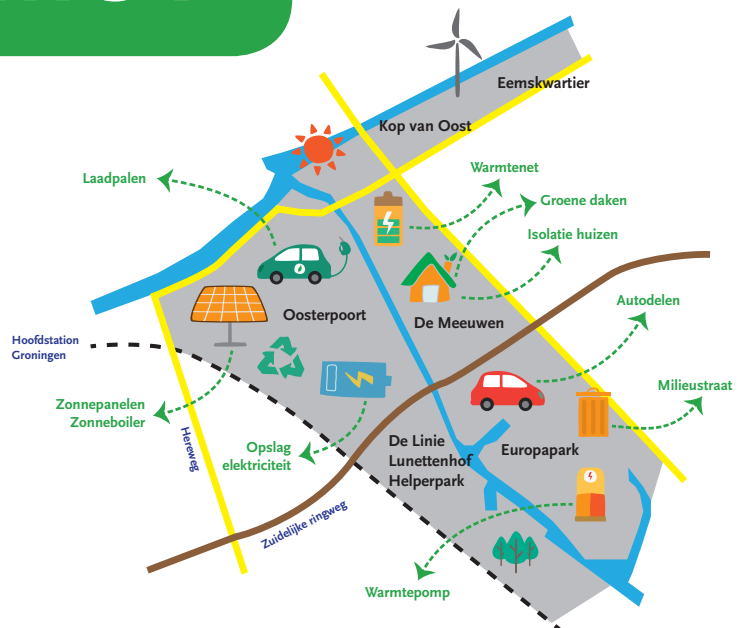 Eemskwartier
Kop van Oost
Laadpalen
Warmtenet
Groene daken
Isolatie huizen
Autodelen
Oosterpoort
De Meeuwen
Hoofdstation
Groningen
Milieustraat
Zonnepanelen
Zonneboiler
Hereweg
Opslag
elektriciteit
De Linie
Lunettenhof
Helperpark
Europapark
Zuidelijke ringweg
Warmtepomp